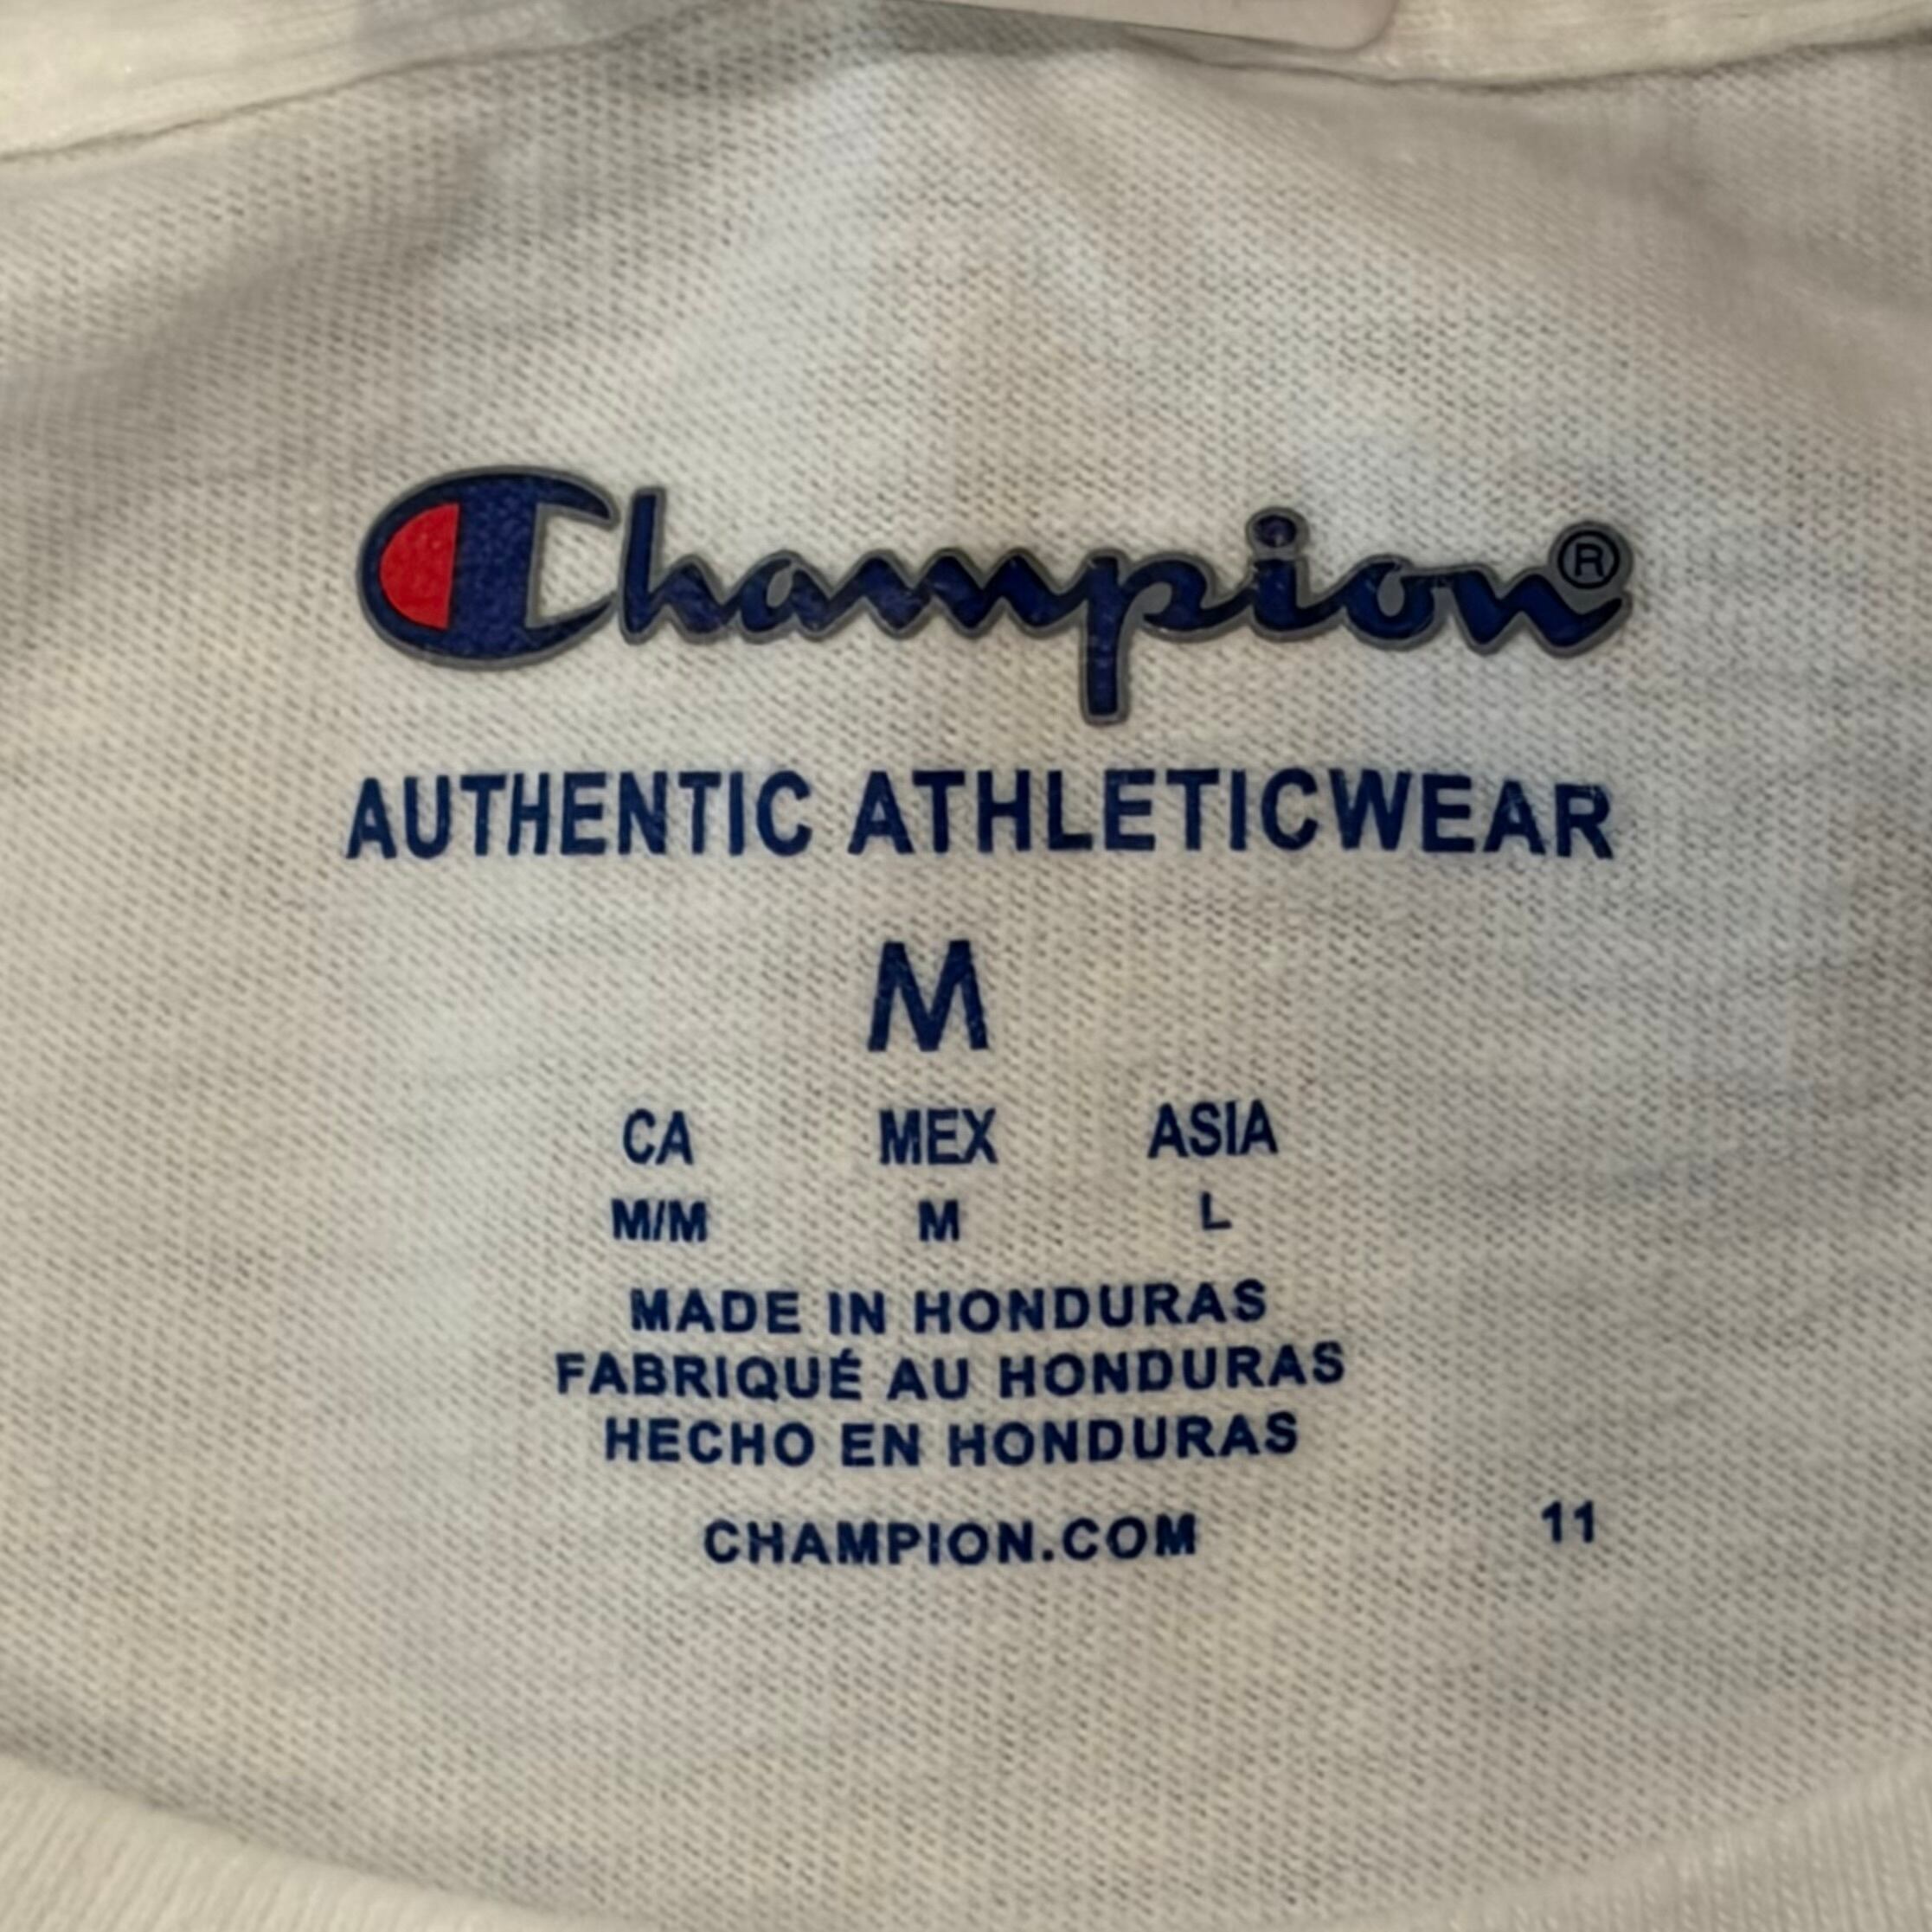 Champion®
AUTHENTIC ATHLETICWEAR
M
CA MEX ASIA
M/M M L
MADE IN HONDURAS
FABRIQUÉ AU HONDURAS
HECHO EN HONDURAS
CHAMPION.COM 11